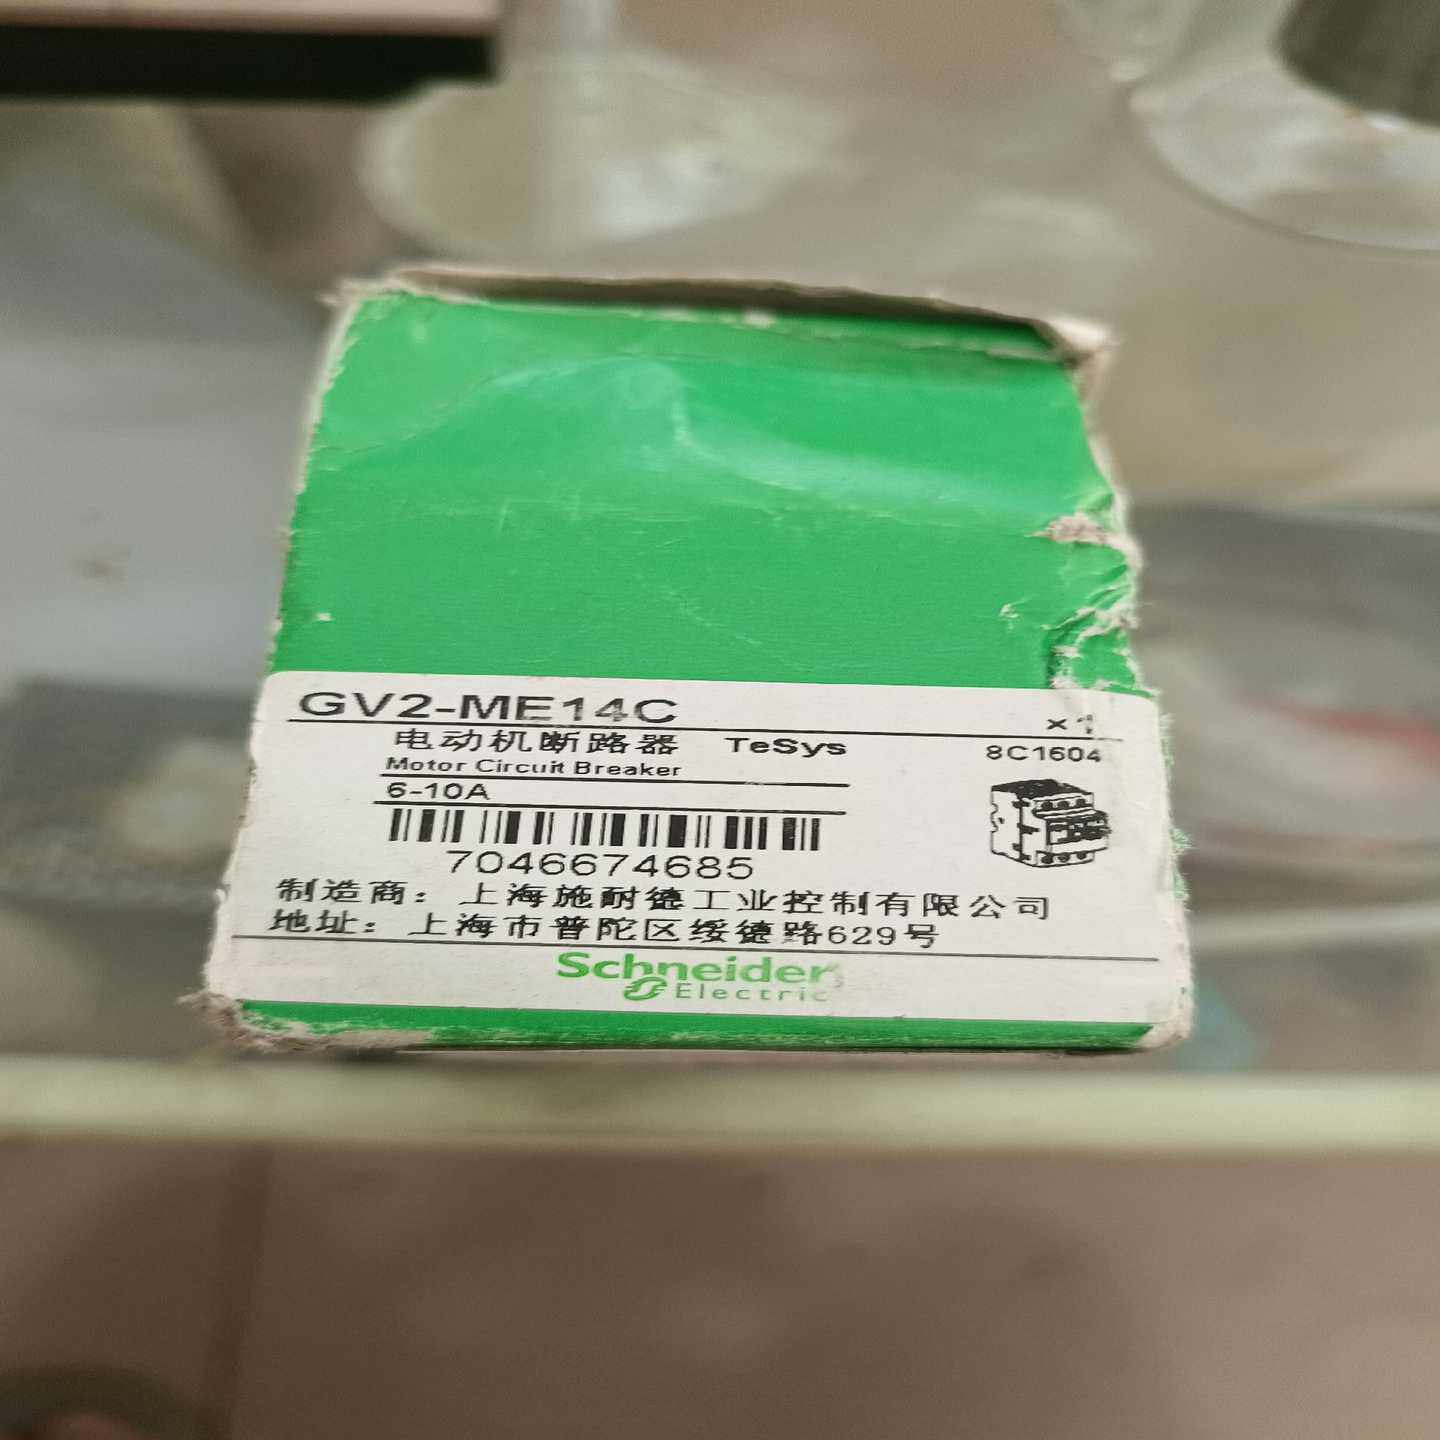 GV2-ME14C
×1
电动机断路器 TeSys 8C1604
Motor Circuit Breaker
6-10A
7046674685
制造商：上海施耐德工业控制有限公司
地址：上海市普陀区绥德路629号
Schneider
Electric